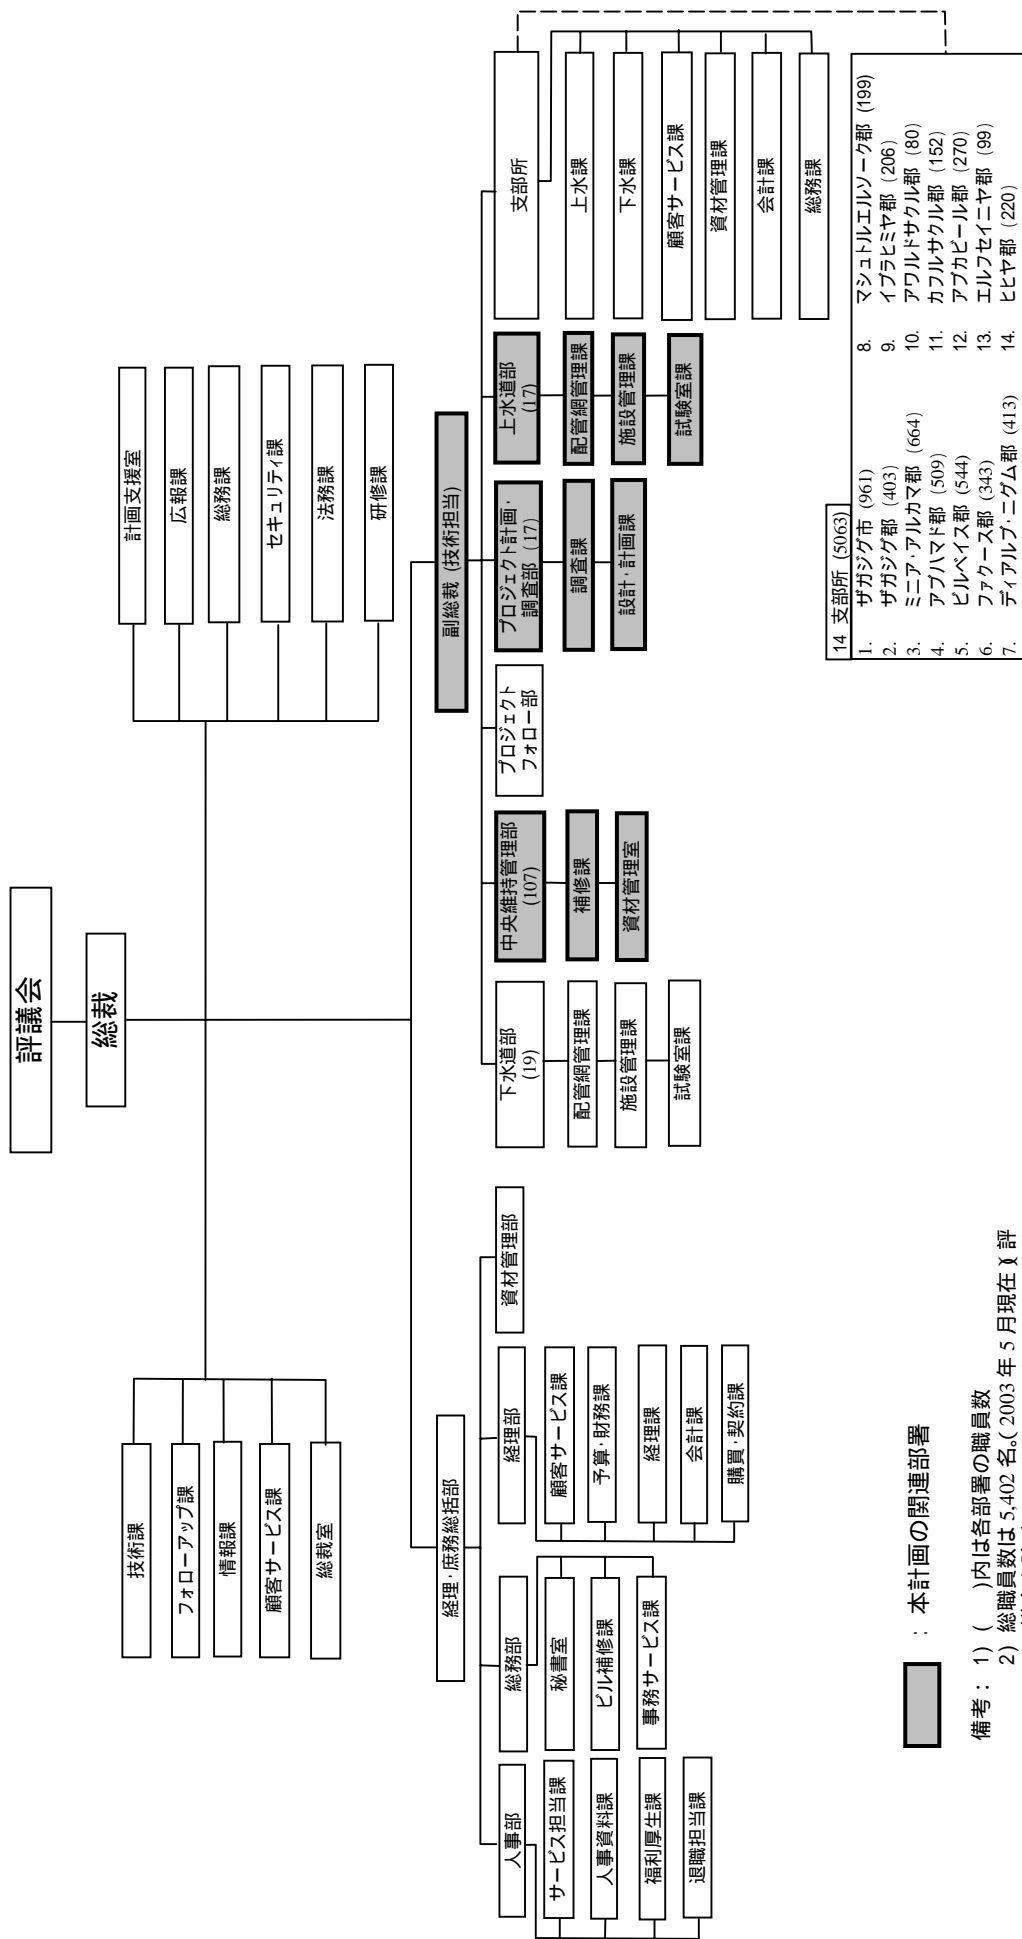 評議会
総裁
技術課
フォローアップ課
情報課
顧客サービス課
総裁室
計画支援室
広報課
総務課
セキュリティ課
法務課
研修課
経理・庶務総括部
副総裁 (技術担当)
人事部
サービス担当課
人事資料課
福利厚生課
退職担当課
総務部
秘書室
ビル補修課
事務サービス課
経理部
顧客サービス課
予算・財務課
経理課
会計課
購買・契約課
資材管理部
下水道部
(19)
配管網管理課
施設管理課
試験室課
中央維持管理部
(107)
補修課
資材管理室
プロジェクト
フォロー部
プロジェクト計画・
調査部 (17)
調査課
設計・計画課
上水道部
(17)
配管網管理課
施設管理課
試験室課
支部所
上水課
下水課
顧客サービス課
資材管理課
会計課
総務課
14 支部所 (5063)
1. ザガジグ市 (961)
2. ザガジグ郡 (403)
3. ミニア・アルカマ郡 (664)
4. アブハマド郡 (509)
5. ビルベイス郡 (544)
6. ファクース郡 (343)
7. ディアルブ・ニグム郡 (413)
8. マシュトルエルソーク郡 (199)
9. イブラヒミヤ郡 (206)
10. アワルドサクル郡 (80)
11. カフルサクル郡 (152)
12. アブカビール郡 (270)
13. エルフセイニヤ郡 (99)
14. ヒヒヤ郡 (220)
: 本計画の関連部署
備考: 1) ( )内は各部署の職員数
2) 総職員数は 5,402 名。( 2003 年 5 月現在 )( 評